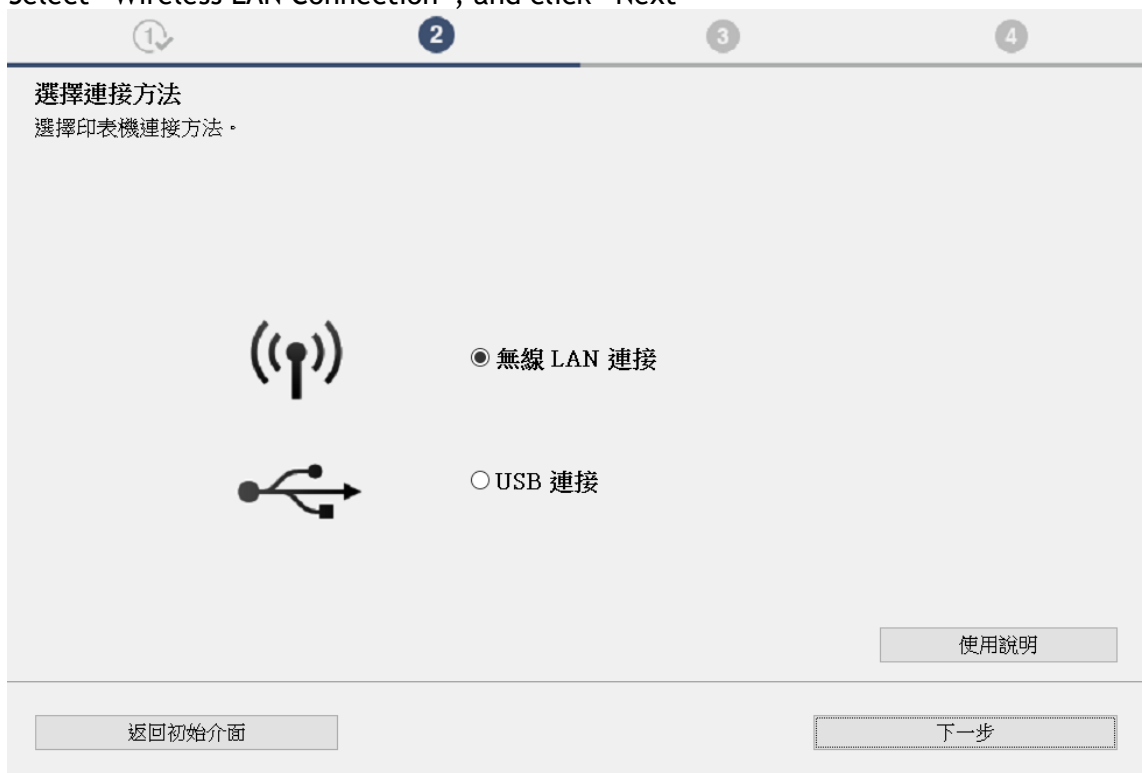 Select "Wireless LAN Connection", and click "Next"
1
2
3
4
選擇連接方法
選擇印表機連接方法。
無線 LAN 連接
USB 連接
使用說明
返回初始介面
下一步